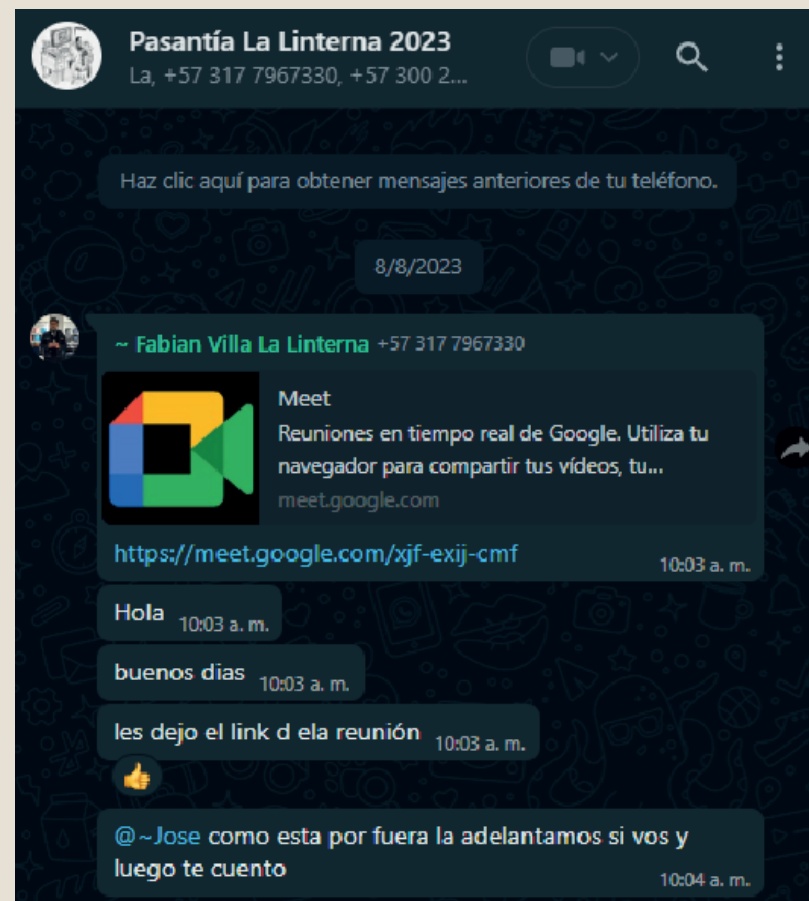 Pasantía La Linterna 2023
La, +57 317 7967330, +57 300 2...
Haz clic aquí para obtener mensajes anteriores de tu teléfono.
8/8/2023
~ Fabian Villa La Linterna +57 317 7967330
Meet
Reuniones en tiempo real de Google. Utiliza tu
navegador para compartir tus vídeos, tu...
meet.google.com
https://meet.google.com/xjf-exij-cmf 10:03 a. m.
Hola 10:03 a. m.
buenos dias 10:03 a. m.
les dejo el link d ela reunión 10:03 a. m.
@~Jose como esta por fuera la adelantamos si vos y
luego te cuento 10:04 a. m.